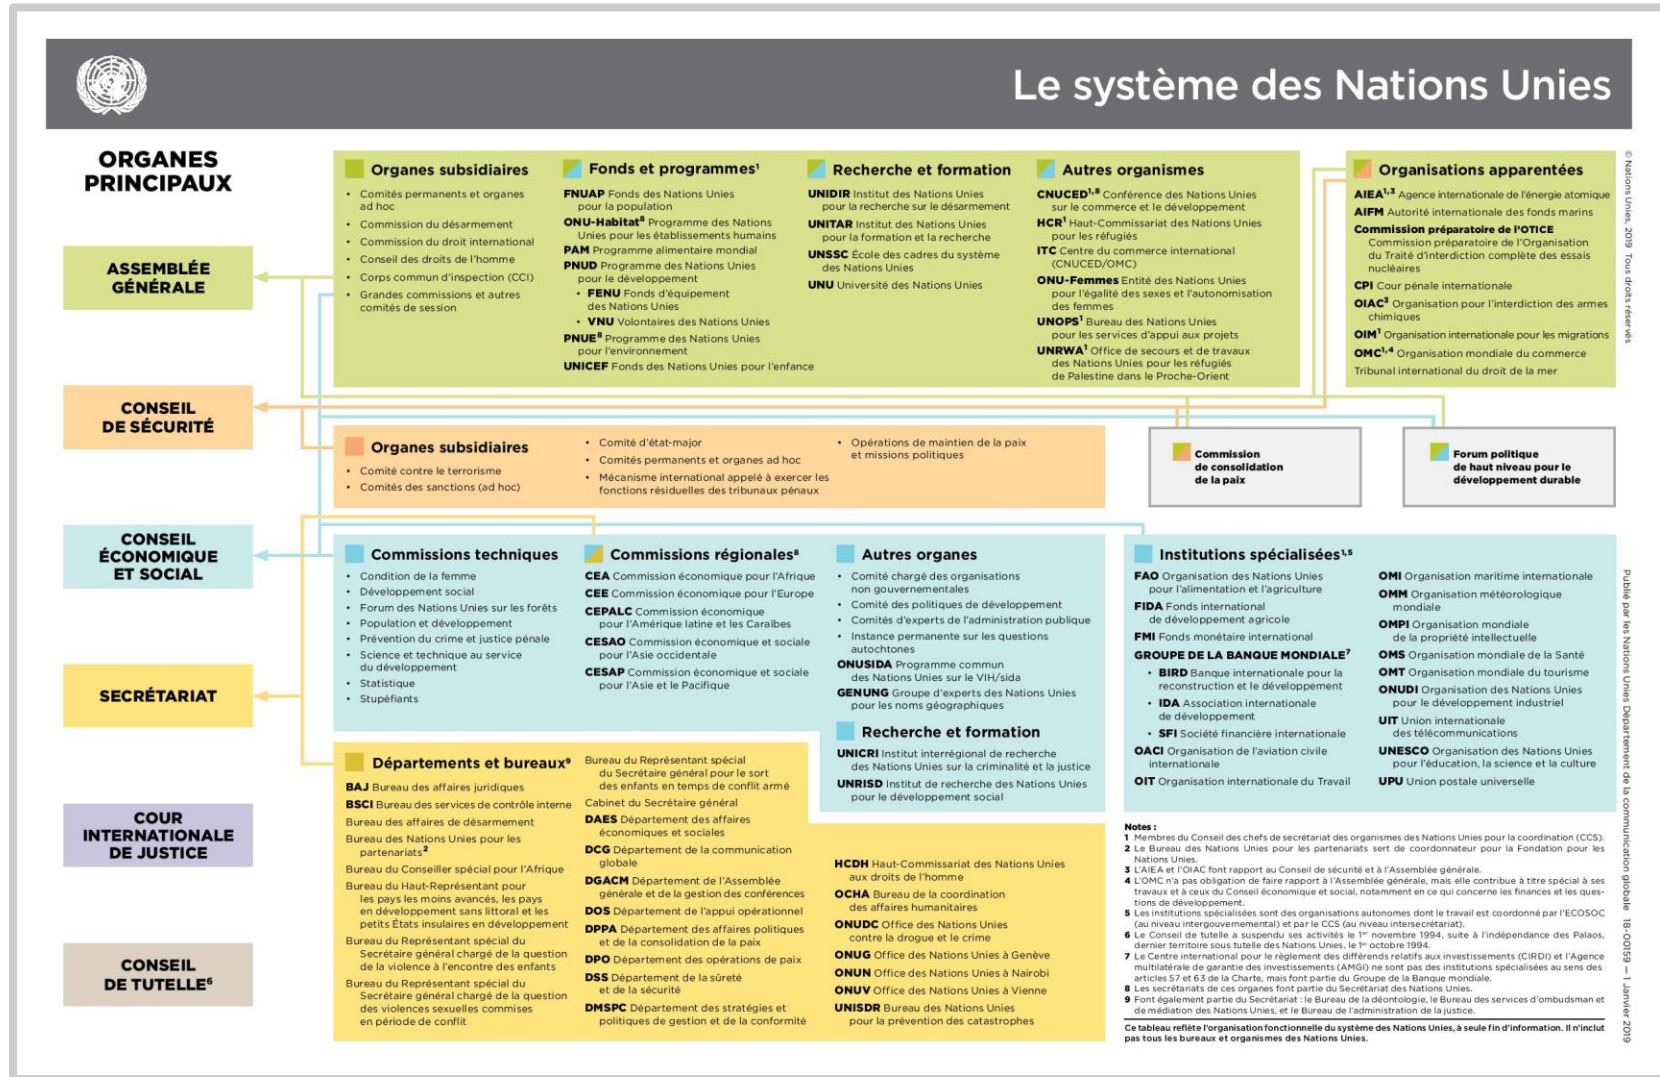 Le système des Nations Unies
ORGANES
PRINCIPAUX
ASSEMBLÉE
GÉNÉRALE
CONSEIL
DE SÉCURITÉ
CONSEIL
ÉCONOMIQUE
ET SOCIAL
SECRÉTARIAT
COUR
INTERNATIONALE
DE JUSTICE
CONSEIL
DE TUTELLE⁶
Organes subsidiaires
• Comités permanents et organes
ad hoc
• Commission du désarmement
• Commission du droit international
• Conseil des droits de l'homme
• Corps commun d'inspection (CCI)
• Grandes commissions et autres
comités de session
Fonds et programmes¹
FNUAP Fonds des Nations Unies
pour la population
ONU-Habitat⁸ Programme des Nations
Unies pour les établissements humains
PAM Programme alimentaire mondial
PNUD Programme des Nations Unies
pour le développement
• FENU Fonds d'équipement
des Nations Unies
• VNU Volontaires des Nations Unies
PNUE⁸ Programme des Nations Unies
pour l'environnement
UNICEF Fonds des Nations Unies pour l'enfance
Recherche et formation
UNIDIR Institut des Nations Unies
pour la recherche sur le désarmement
UNITAR Institut des Nations Unies
pour la formation et la recherche
UNSSC École des cadres du système
des Nations Unies
UNU Université des Nations Unies
Autres organismes
CNUCED¹,⁸ Conférence des Nations Unies
sur le commerce et le développement
HCR¹ Haut-Commissariat des Nations Unies
pour les réfugiés
ITC Centre du commerce international
(CNUCED/OMC)
ONU-Femmes Entité des Nations Unies
pour l'égalité des sexes et l'autonomisation
des femmes
UNOPS¹ Bureau des Nations Unies
pour les services d'appui aux projets
UNRWA¹ Office de secours et de travaux
des Nations Unies pour les réfugiés
de Palestine dans le Proche-Orient
Organisations apparentées
AIEA¹,³ Agence internationale de l'énergie atomique
AIFM Autorité internationale des fonds marins
Commission préparatoire de l'OTICE
Commission préparatoire de l'Organisation
du Traité d'interdiction complète des essais
nucléaires
CPI Cour pénale internationale
OIAC³ Organisation pour l'interdiction des armes
chimiques
OIM¹ Organisation internationale pour les migrations
OMC¹,⁴ Organisation mondiale du commerce
Tribunal international du droit de la mer
Organes subsidiaires
• Comité contre le terrorisme
• Comités des sanctions (ad hoc)
• Comité d'état-major
• Comités permanents et organes ad hoc
• Mécanisme international appelé à exercer les
fonctions résiduelles des tribunaux pénaux
• Opérations de maintien de la paix
et missions politiques
Commission
de consolidation
de la paix
Forum politique
de haut niveau pour le
développement durable
Commissions techniques
• Condition de la femme
• Développement social
• Forum des Nations Unies sur les forêts
• Population et développement
• Prévention du crime et justice pénale
• Science et technique au service
du développement
• Statistique
• Stupéfiants
Commissions régionales⁸
CEA Commission économique pour l'Afrique
CEE Commission économique pour l'Europe
CEPALC Commission économique
pour l'Amérique latine et les Caraïbes
CESAO Commission économique et sociale
pour l'Asie occidentale
CESAP Commission économique et sociale
pour l'Asie et le Pacifique
Autres organes
• Comité chargé des organisations
non gouvernementales
• Comité des politiques de développement
• Comités d'experts de l'administration publique
• Instance permanente sur les questions
autochtones
ONUSIDA Programme commun
des Nations Unies sur le VIH/sida
GENUNG Groupe d'experts des Nations Unies
pour les noms géographiques
Recherche et formation
UNICRI Institut interrégional de recherche
des Nations Unies sur la criminalité et la justice
UNRISD Institut de recherche des Nations Unies
pour le développement social
Institutions spécialisées¹,⁵
FAO Organisation des Nations Unies
pour l'alimentation et l'agriculture
FIDA Fonds international
de développement agricole
FMI Fonds monétaire international
GROUPE DE LA BANQUE MONDIALE⁷
• BIRD Banque internationale pour la
reconstruction et le développement
• IDA Association internationale
de développement
• SFI Société financière internationale
OACI Organisation de l'aviation civile
internationale
OIT Organisation internationale du Travail
OMI Organisation maritime internationale
OMM Organisation météorologique
mondiale
OMPI Organisation mondiale
de la propriété intellectuelle
OMS Organisation mondiale de la Santé
OMT Organisation mondiale du tourisme
ONUDI Organisation des Nations Unies
pour le développement industriel
UIT Union internationale
des télécommunications
UNESCO Organisation des Nations Unies
pour l'éducation, la science et la culture
UPU Union postale universelle
Départements et bureaux⁹
BAJ Bureau des affaires juridiques
BSCI Bureau des services de contrôle interne
Bureau des affaires de désarmement
Bureau des Nations Unies pour les
partenariats²
Bureau du Conseiller spécial pour l'Afrique
Bureau du Haut-Représentant pour
les pays les moins avancés, les pays
en développement sans littoral et les
petits États insulaires en développement
Bureau du Représentant spécial du
Secrétaire général chargé de la question
de la violence à l'encontre des enfants
Bureau du Représentant spécial du
Secrétaire général chargé de la question
des violences sexuelles commises
en période de conflit
Bureau du Représentant spécial
du Secrétaire général pour le sort
des enfants en temps de conflit armé
Cabinet du Secrétaire général
DAES Département des affaires
économiques et sociales
DCG Département de la communication
globale
DGACM Département de l'Assemblée
générale et de la gestion des conférences
DOS Département de l'appui opérationnel
DPPA Département des affaires politiques
et de la consolidation de la paix
DPO Département des opérations de paix
DSS Département de la sûreté
et de la sécurité
DMSPC Département des stratégies et
politiques de gestion et de la conformité
HCDH Haut-Commissariat des Nations Unies
aux droits de l'homme
OCHA Bureau de la coordination
des affaires humanitaires
ONUDC Office des Nations Unies
contre la drogue et le crime
ONUG Office des Nations Unies à Genève
ONUN Office des Nations Unies à Nairobi
ONUV Office des Nations Unies à Vienne
UNISDR Bureau des Nations Unies
pour la prévention des catastrophes
Notes :
1 Membres du Conseil des chefs de secrétariat des organismes des Nations Unies pour la coordination (CCS).
2 Le Bureau des Nations Unies pour les partenariats sert de coordonnateur pour la Fondation pour les
Nations Unies.
3 L'AIEA et l'OIAC font rapport au Conseil de sécurité et à l'Assemblée générale.
4 L'OMC n'a pas obligation de faire rapport à l'Assemblée générale, mais elle contribue à titre spécial à ses
travaux et à ceux du Conseil économique et social, notamment en ce qui concerne les finances et les ques-
tions de développement.
5 Les institutions spécialisées sont des organisations autonomes dont le travail est coordonné par l'ECOSOC
(au niveau intergouvernemental) et par le CCS (au niveau intersecrétariat).
6 Le Conseil de tutelle a suspendu ses activités le 1ᵉʳ novembre 1994, suite à l'indépendance des Palaos,
dernier territoire sous tutelle des Nations Unies, le 1ᵉʳ octobre 1994.
7 Le Centre international pour le règlement des différends relatifs aux investissements (CIRDI) et l'Agence
multilatérale de garantie des investissements (AMGI) ne sont pas des institutions spécialisées au sens des
articles 57 et 63 de la Charte, mais font partie du Groupe de la Banque mondiale.
8 Les secrétariats de ces organes font partie du Secrétariat des Nations Unies.
9 Font également partie du Secrétariat : le Bureau de la déontologie, le Bureau des services d'ombudsman et
de médiation des Nations Unies, et le Bureau de l'administration de la justice.
Ce tableau reflète l'organisation fonctionnelle du système des Nations Unies, à seule fin d'information. Il n'inclut
pas tous les bureaux et organismes des Nations Unies.
© Nations Unies, 2019 Tous droits réservés
Publié par les Nations Unies Département de la communication globale 18-00159 — 1 Janvier 2019